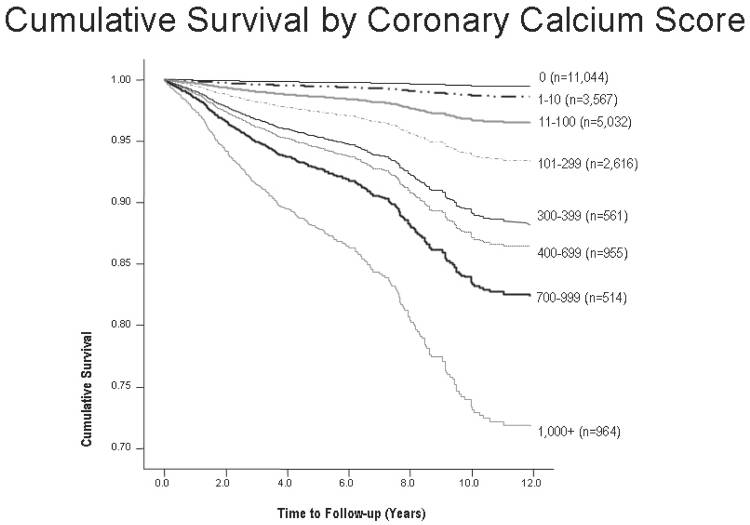 Cumulative Survival by Coronary Calcium Score
1.00
0.95
0.90
0.85
0.80
0.75
0.70
Cumulative Survival
0 (n=11,044)
1-10 (n=3,567)
11-100 (n=5,032)
101-299 (n=2,616)
300-399 (n=561)
400-699 (n=955)
700-999 (n=514)
1,000+ (n=964)
0.0 2.0 4.0 6.0 8.0 10.0 12.0
Time to Follow-up (Years)